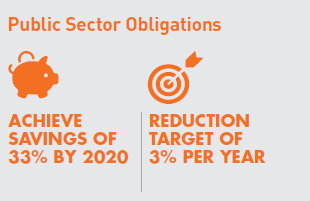 Public Sector Obligations
ACHIEVE
SAVINGS OF
33% BY 2020
REDUCTION
TARGET OF
3% PER YEAR